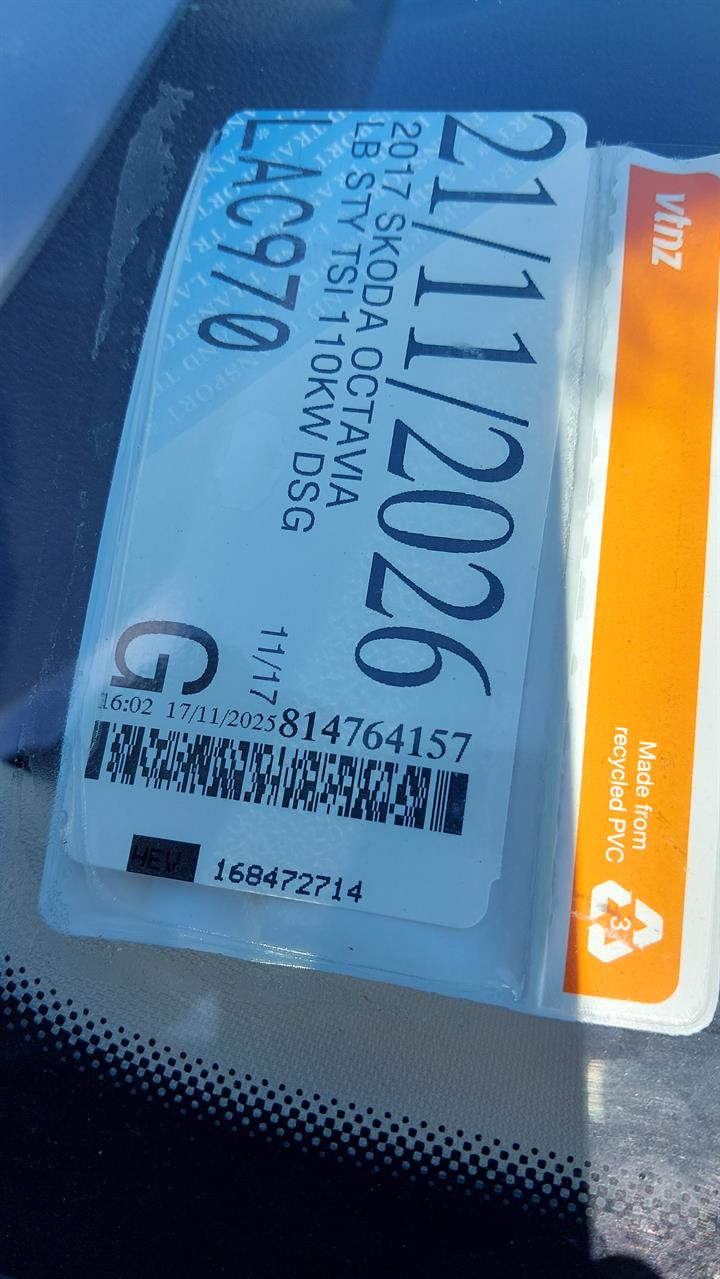 21/11/2026
2017 SKODA OCTAVIA
LB STY TSI 110KW DSG
LAC970
11/17
G
16:02 17/11/2025 814764157
HEV 168472714
vtnz
Made from
recycled PVC
3